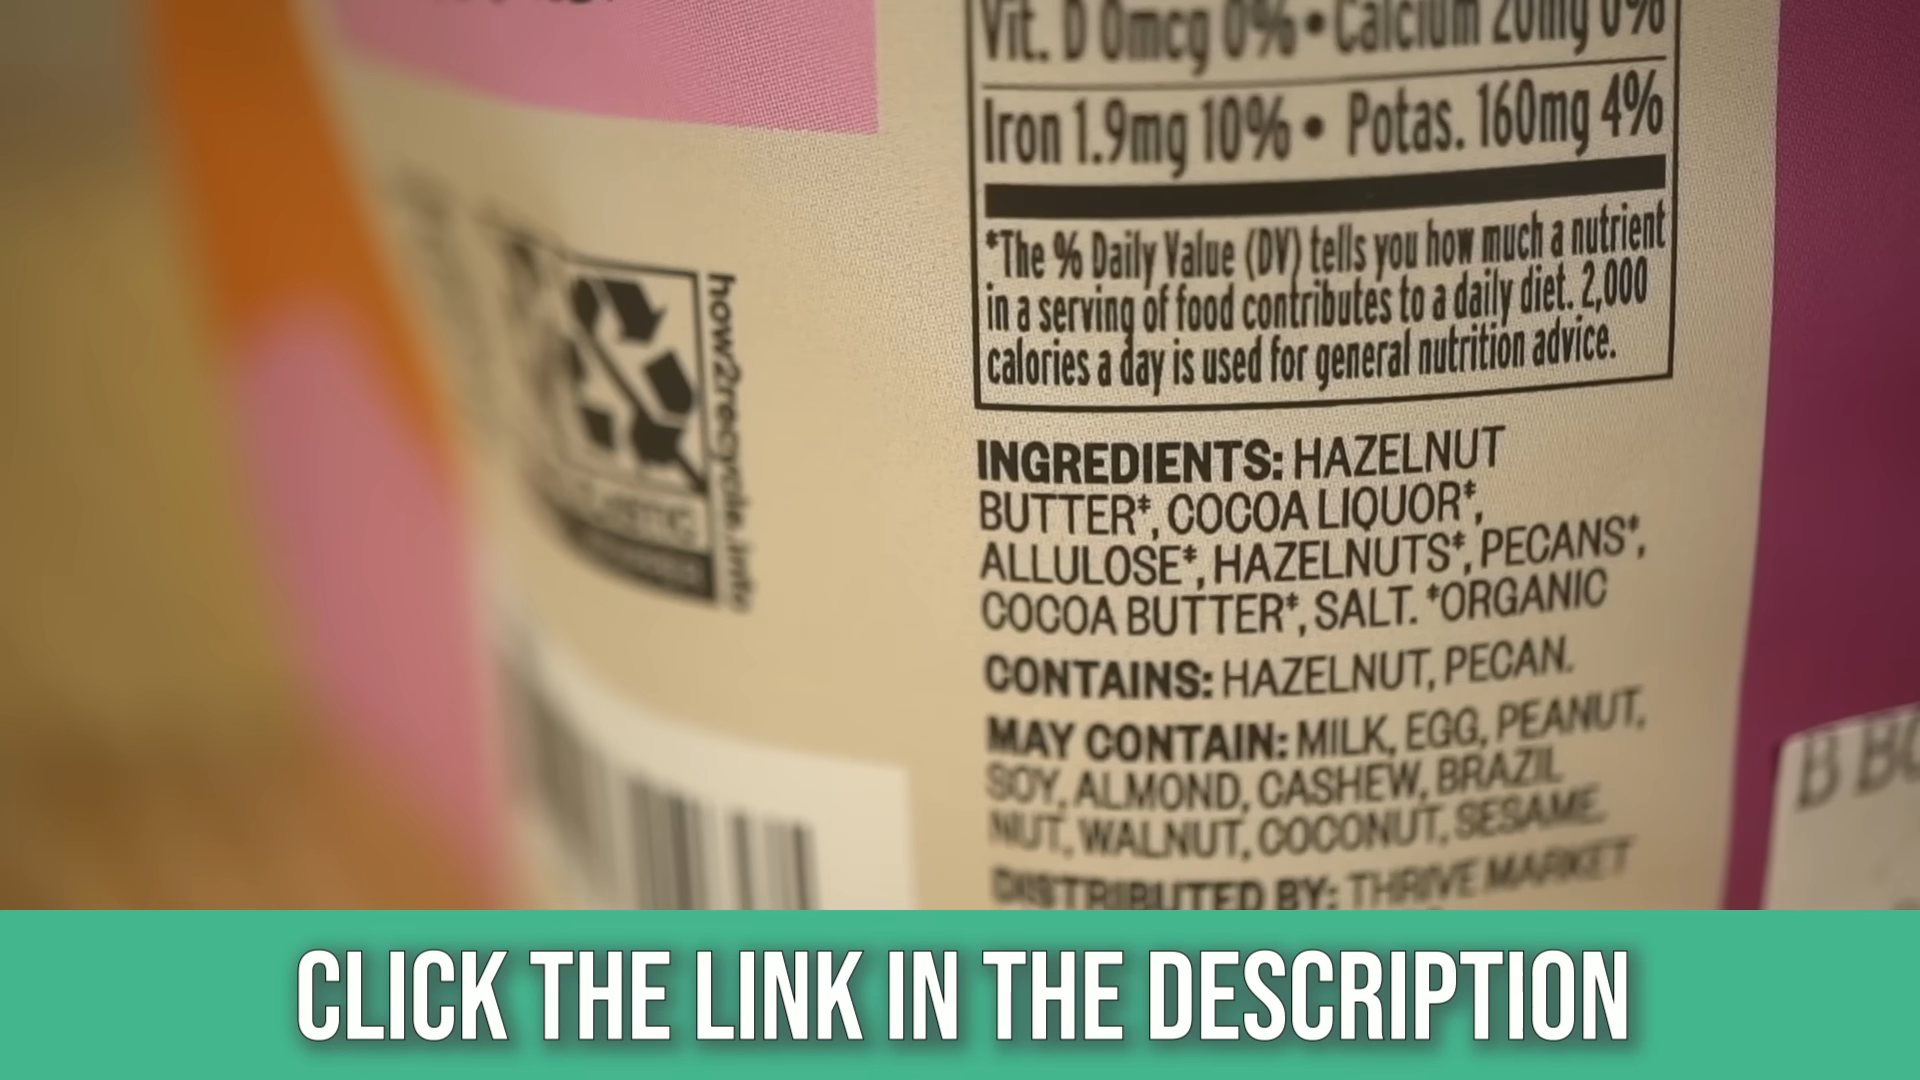 Vit. D 0mcg 0% • Calcium 20mg 0%
Iron 1.9mg 10% • Potas. 160mg 4%
*The % Daily Value (DV) tells you how much a nutrient
in a serving of food contributes to a daily diet. 2,000
calories a day is used for general nutrition advice.
how2recycle.info
INGREDIENTS: HAZELNUT
BUTTER‡, COCOA LIQUOR‡,
ALLULOSE‡, HAZELNUTS‡, PECANS‡,
COCOA BUTTER‡, SALT. ‡ORGANIC
CONTAINS: HAZELNUT, PECAN.
MAY CONTAIN: MILK, EGG, PEANUT,
SOY, ALMOND, CASHEW, BRAZIL
NUT, WALNUT, COCONUT, SESAME.
DISTRIBUTED BY: THRIVE MARKET
CLICK THE LINK IN THE DESCRIPTION